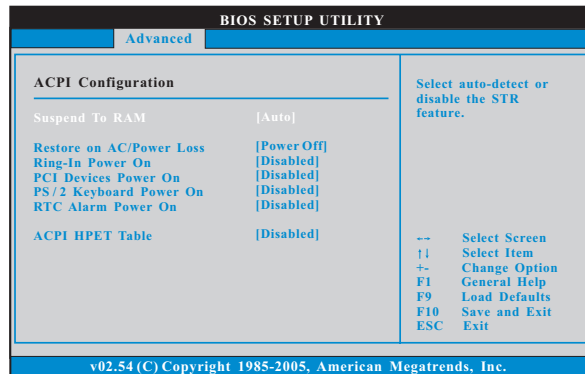 BIOS SETUP UTILITY
Advanced
ACPI Configuration
Suspend To RAM [Auto]
Restore on AC/Power Loss [Power Off]
Ring-In Power On [Disabled]
PCI Devices Power On [Disabled]
PS/2 Keyboard Power On [Disabled]
RTC Alarm Power On [Disabled]
ACPI HPET Table [Disabled]
Select auto-detect or
disable the STR
feature.
←→ Select Screen
↑↓ Select Item
+- Change Option
F1 General Help
F9 Load Defaults
F10 Save and Exit
ESC Exit
v02.54 (C) Copyright 1985-2005, American Megatrends, Inc.